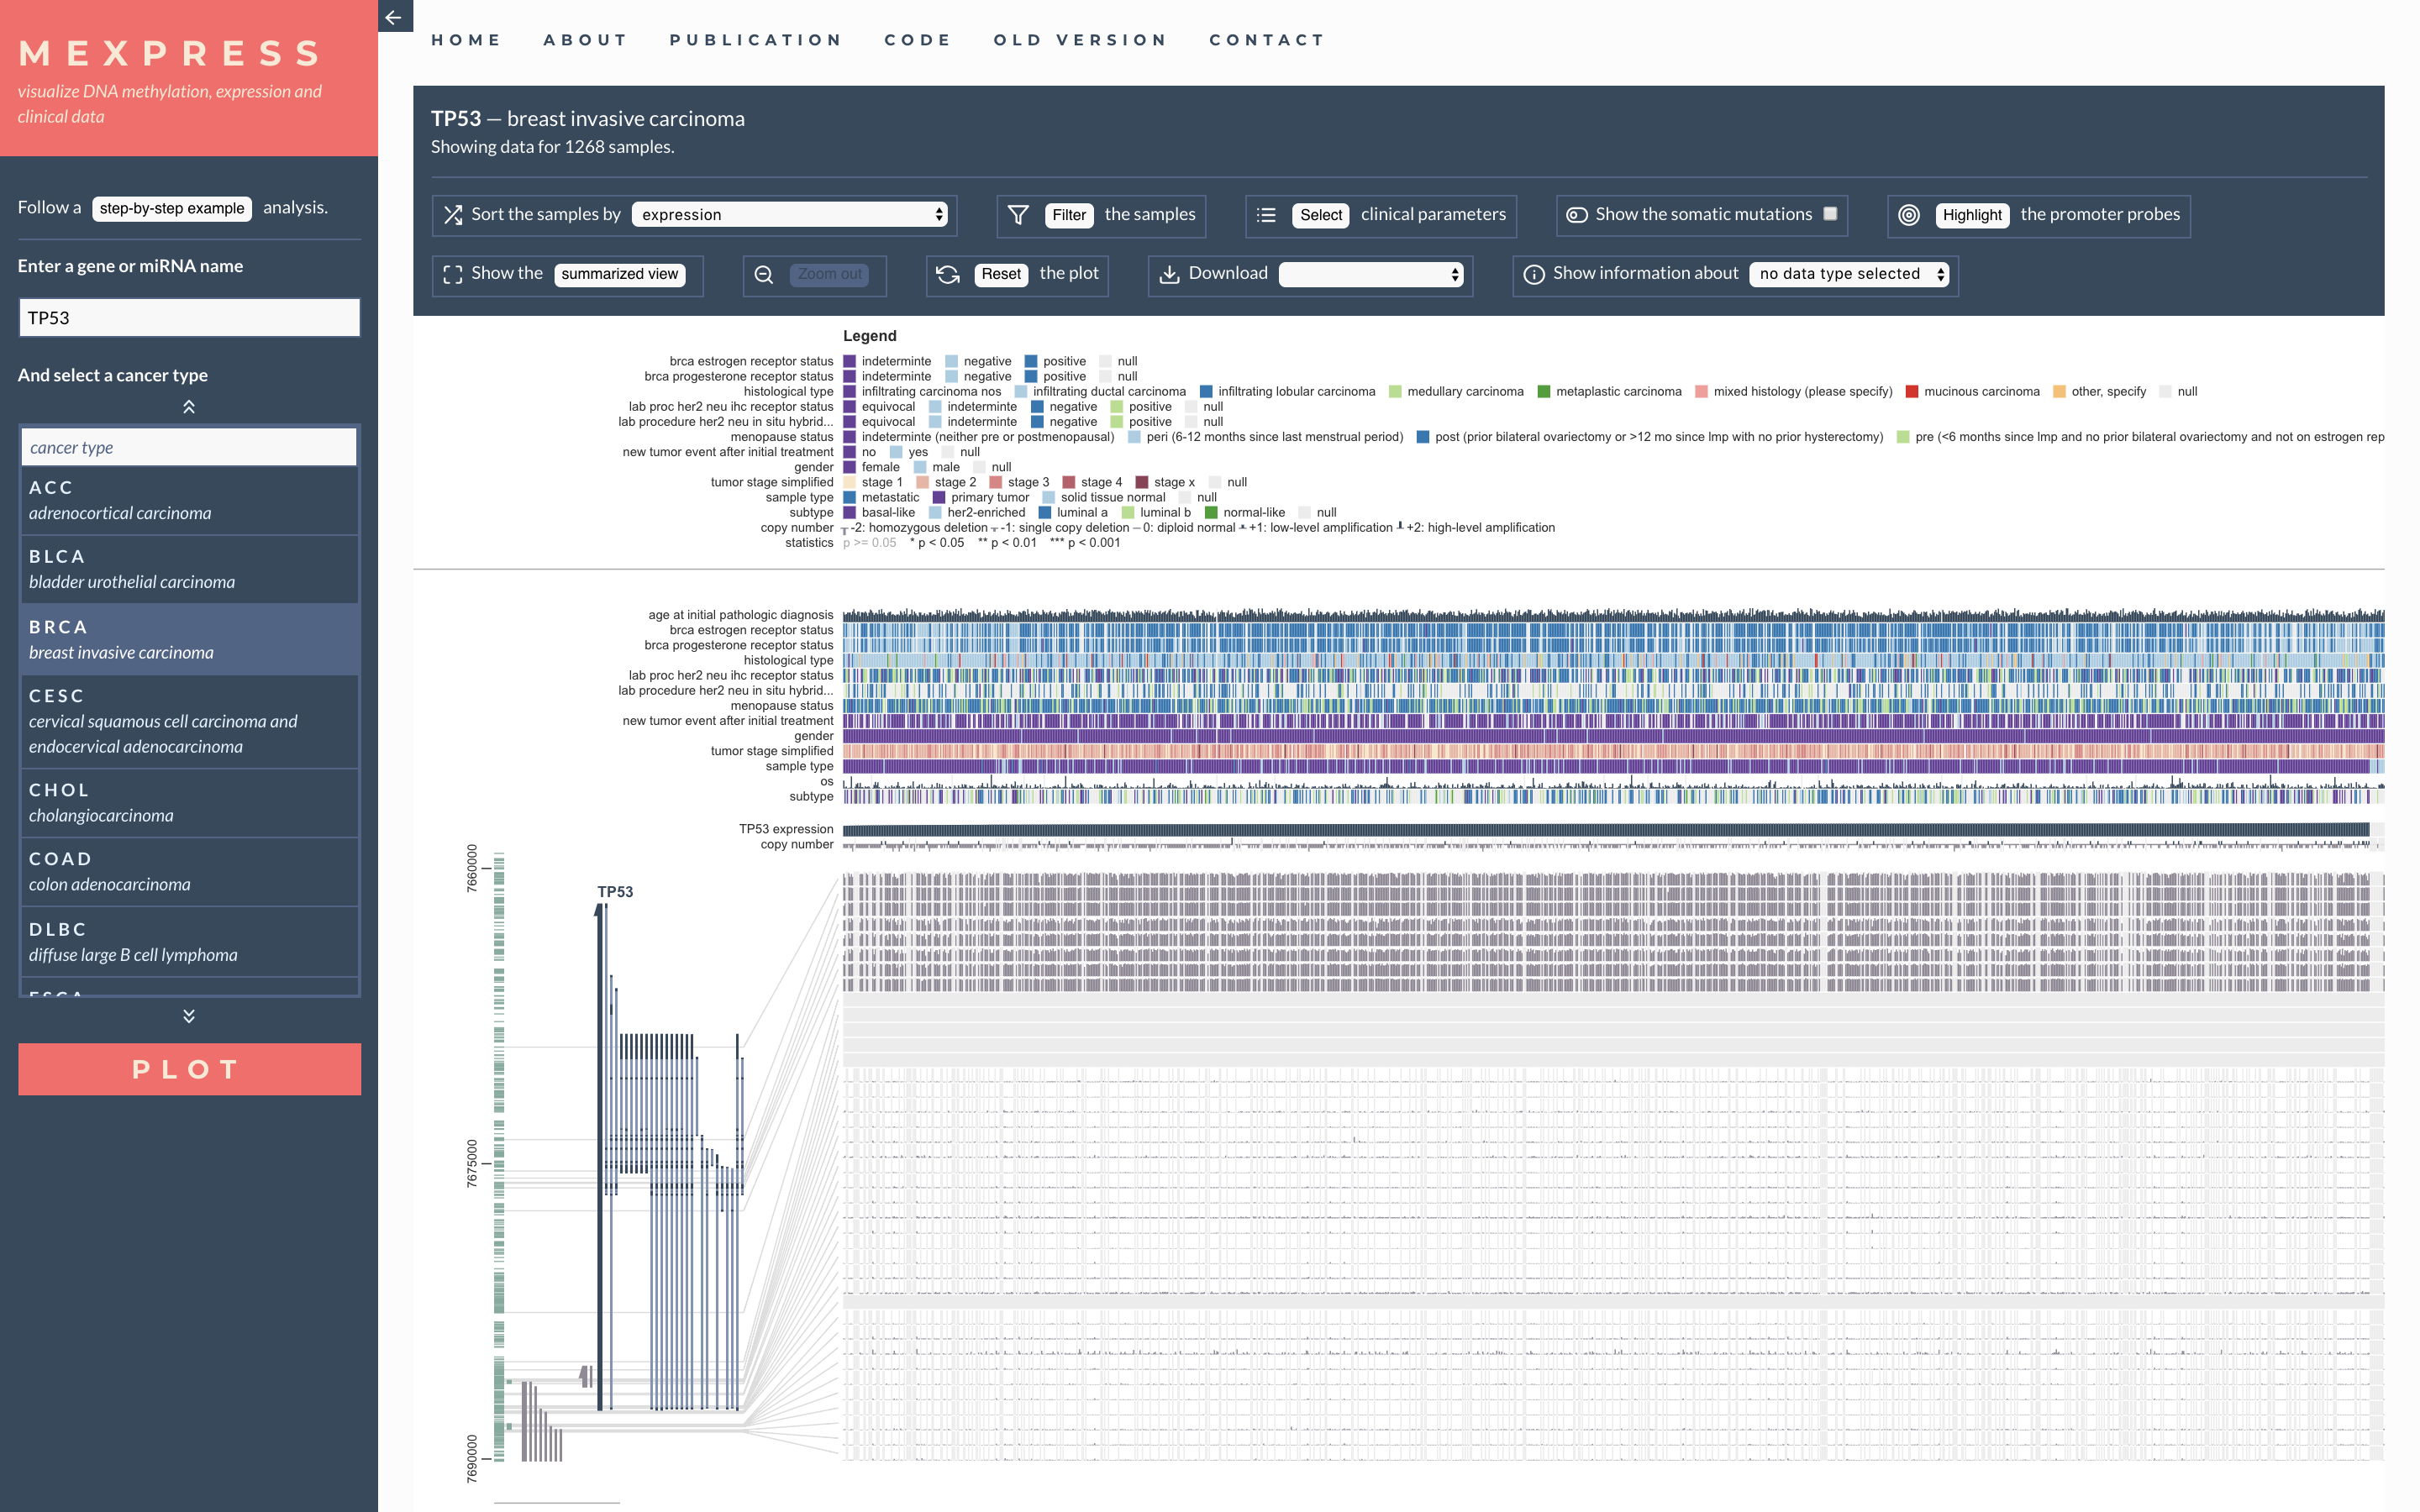 MEXPRESS
visualize DNA methylation, expression and
clinical data
Follow a step-by-step example analysis.
Enter a gene or miRNA name
TP53
And select a cancer type
cancer type
ACC
adrenocortical carcinoma
BLCA
bladder urothelial carcinoma
BRCA
breast invasive carcinoma
CESC
cervical squamous cell carcinoma and
endocervical adenocarcinoma
CHOL
cholangiocarcinoma
COAD
colon adenocarcinoma
DLBC
diffuse large B cell lymphoma
ESCA
PLOT
HOME ABOUT PUBLICATION CODE OLD VERSION CONTACT
TP53 — breast invasive carcinoma
Showing data for 1268 samples.
Sort the samples by expression Filter the samples Select clinical parameters Show the somatic mutations Highlight the promoter probes
Show the summarized view Zoom out Reset the plot Download Show information about no data type selected
Legend
brca estrogen receptor status indeterminte negative positive null
brca progesterone receptor status indeterminte negative positive null
histological type infiltrating carcinoma nos infiltrating ductal carcinoma infiltrating lobular carcinoma medullary carcinoma metaplastic carcinoma mixed histology (please specify) mucinous carcinoma other, specify null
lab proc her2 neu ihc receptor status equivocal indeterminte negative positive null
lab procedure her2 neu in situ hybrid... equivocal indeterminte negative positive null
menopause status indeterminte (neither pre or postmenopausal) peri (6-12 months since last menstrual period) post (prior bilateral ovariectomy or >12 mo since lmp with no prior hysterectomy) pre (<6 months since lmp and no prior bilateral ovariectomy and not on estrogen rep
new tumor event after initial treatment no yes null
gender female male null
tumor stage simplified stage 1 stage 2 stage 3 stage 4 stage x null
sample type metastatic primary tumor solid tissue normal null
subtype basal-like her2-enriched luminal a luminal b normal-like null
copy number -2: homozygous deletion -1: single copy deletion 0: diploid normal +1: low-level amplification +2: high-level amplification
statistics p >= 0.05 * p < 0.05 ** p < 0.01 *** p < 0.001
age at initial pathologic diagnosis
brca estrogen receptor status
brca progesterone receptor status
histological type
lab proc her2 neu ihc receptor status
lab procedure her2 neu in situ hybrid...
menopause status
new tumor event after initial treatment
gender
tumor stage simplified
sample type
os
subtype
TP53 expression
copy number
7660000
TP53
7675000
7690000